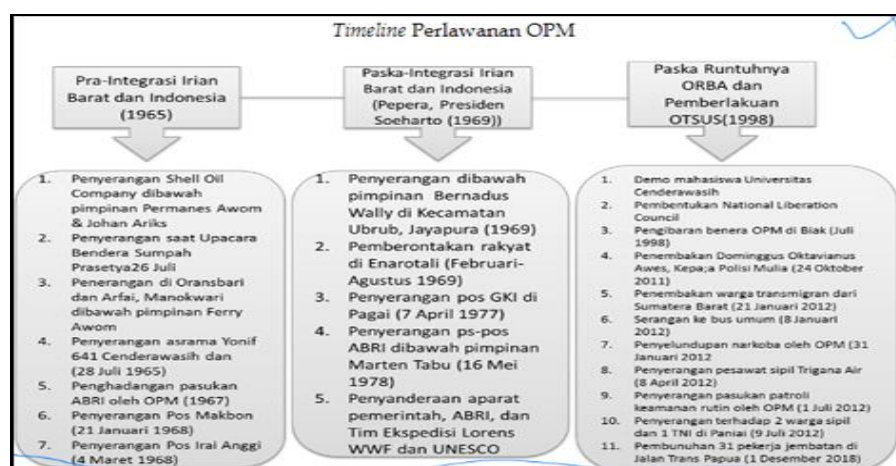 Timeline Perlawanan OPM
Pra-Integrasi Irian
Barat dan Indonesia
(1965)
1. Penyerangan Shell Oil
Company dibawah
pimpinan Permanes Awom
& Johan Ariks
2. Penyerangan saat Upacara
Bendera Sumpah
Prasetya26 Juli
3. Penerangan di Oransbari
dan Arfai, Manokwari
dibawah pimpinan Ferry
Awom
4. Penyerangan asrama Yonif
641 Cenderawasih dan
(28 Juli 1965)
5. Penghadangan pasukan
ABRI oleh OPM (1967)
6. Penyerangan Pos Makbon
(21 Januari 1968)
7. Penyerangan Pos Irai Anggi
(4 Maret 1968)
Paska-Integrasi Irian
Barat dan Indonesia
(Pepera, Presiden
Soeharto (1969))
1. Penyerangan dibawah
pimpinan Bernadus
Wally di Kecamatan
Ubrub, Jayapura (1969)
2. Pemberontakan rakyat
di Enarotali (Februari-
Agustus 1969)
3. Penyerangan pos GKI di
Pagai (7 April 1977)
4. Penyerangan ps-pos
ABRI dibawah pimpinan
Marten Tabu (16 Mei
1978)
5. Penyanderaan aparat
pemerintah, ABRI, dan
Tim Ekspedisi Lorens
WWF dan UNESCO
Paska Runtuhnya
ORBA dan
Pemberlakuan
OTSUS(1998)
1. Demo mahasiswa Universitas
Cenderawasih
2. Pembentukan National Liberation
Council
3. Pengibaran benera OPM di Biak (Juli
1998)
4. Penembakan Dominggus Oktavianus
Awes, Kepa;a Polisi Mulia (24 Oktober
2011)
5. Penembakan warga transmigran dari
Sumatera Barat (21 Januari 2012)
6. Serangan ke bus umum (8 Januari
2012)
7. Penyelundupan narkoba oleh OPM (31
Januari 2012
8. Penyerangan pesawat sipil Trigana Air
(8 April 2012)
9. Penyerangan pasukan patroli
keamanan rutin oleh OPM (1 Juli 2012)
10. Penyerangan terhadap 2 warga sipil
dan 1 TNI di Paniai (9 Juli 2012)
11. Pembunuhan 31 pekerja jembatan di
Jalan Trans Papua (1 Desember 2018)